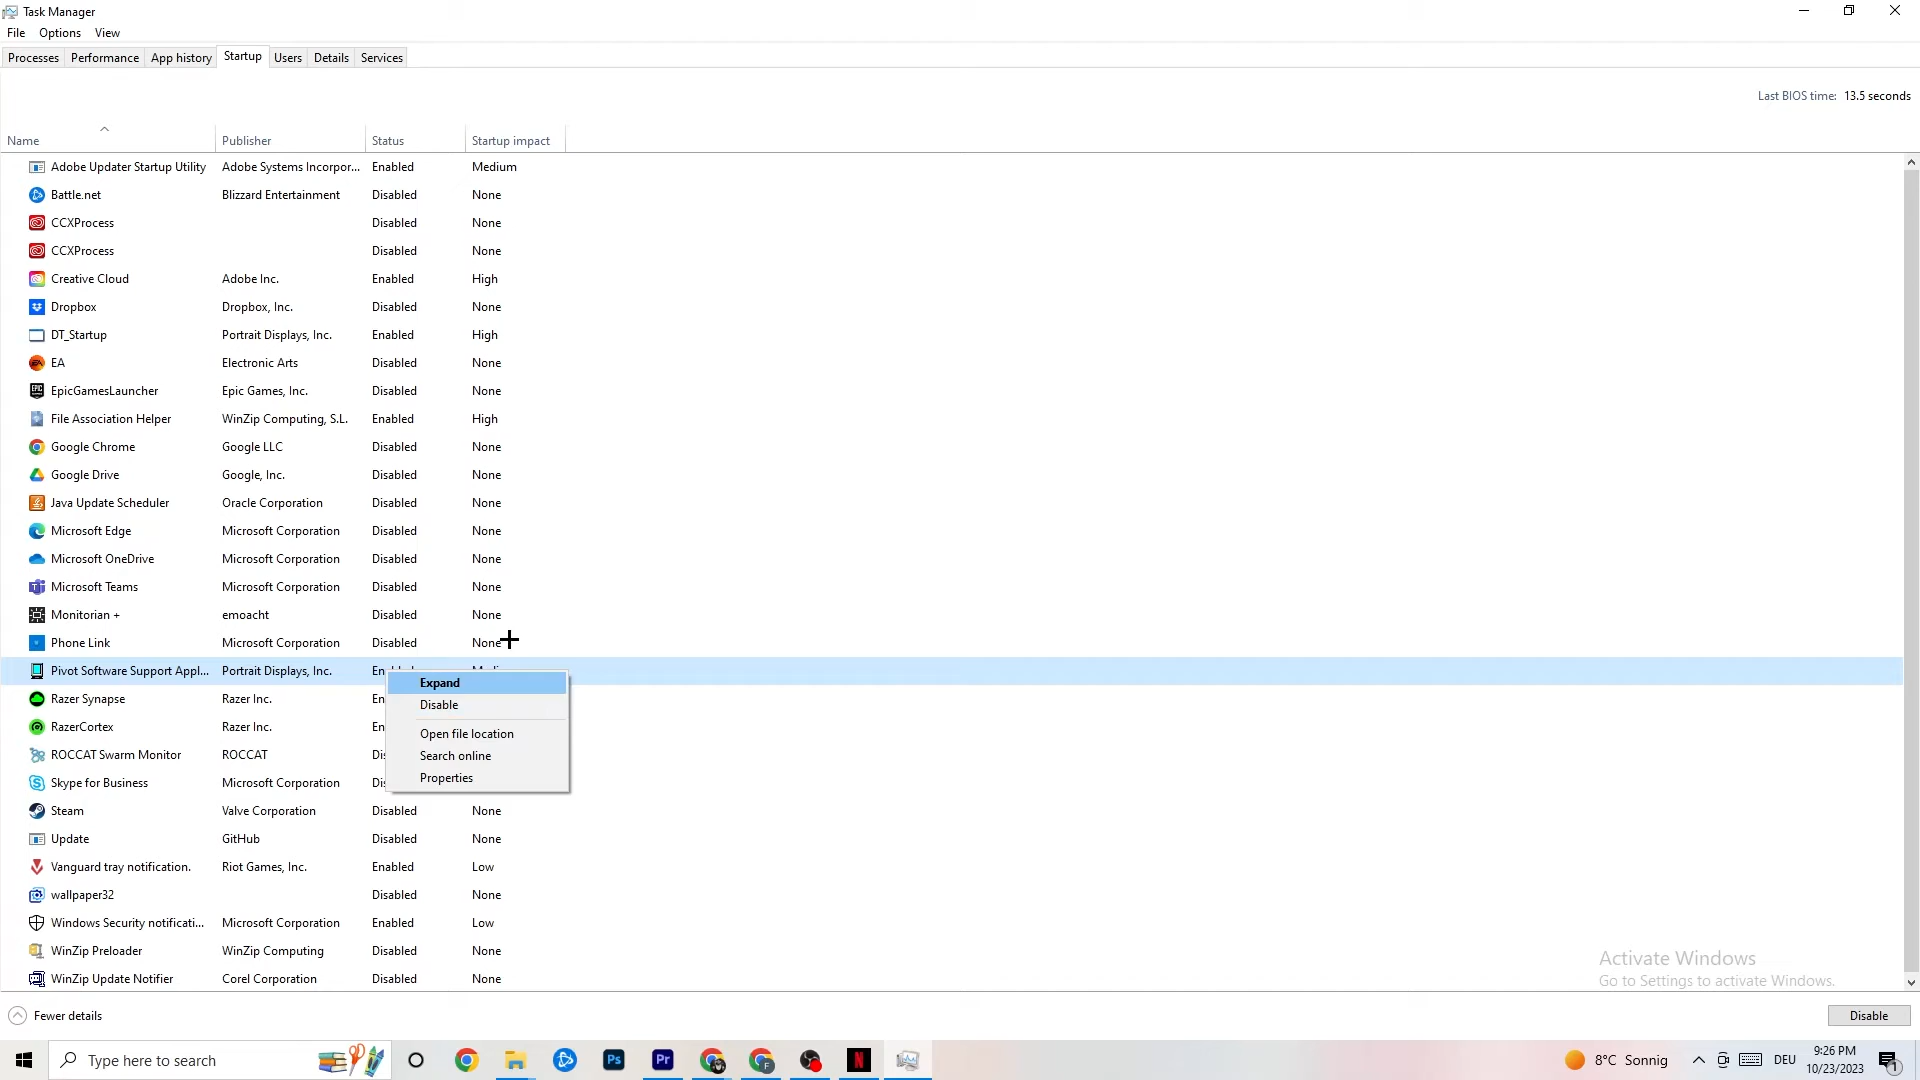 Task Manager
File Options View
Processes Performance App history Startup Users Details Services
Last BIOS time: 13.5 seconds
Name Publisher Status Startup impact
Adobe Updater Startup Utility Adobe Systems Incorpor... Enabled Medium
Battle.net Blizzard Entertainment Disabled None
CCXProcess Disabled None
CCXProcess Disabled None
Creative Cloud Adobe Inc. Enabled High
Dropbox Dropbox, Inc. Disabled None
DT_Startup Portrait Displays, Inc. Enabled High
EA Electronic Arts Disabled None
EpicGamesLauncher Epic Games, Inc. Disabled None
File Association Helper WinZip Computing, S.L. Enabled High
Google Chrome Google LLC Disabled None
Google Drive Google, Inc. Disabled None
Java Update Scheduler Oracle Corporation Disabled None
Microsoft Edge Microsoft Corporation Disabled None
Microsoft OneDrive Microsoft Corporation Disabled None
Microsoft Teams Microsoft Corporation Disabled None
Monitorian + emoacht Disabled None
Phone Link Microsoft Corporation Disabled None
Pivot Software Support Appl... Portrait Displays, Inc.
Expand
Razer Synapse Razer Inc. En
Disable
RazerCortex Razer Inc. En
Open file location
ROCCAT Swarm Monitor ROCCAT Dis
Search online
Skype for Business Microsoft Corporation Dis
Properties
Steam Valve Corporation Disabled None
Update GitHub Disabled None
Vanguard tray notification. Riot Games, Inc. Enabled Low
wallpaper32 Disabled None
Windows Security notificati... Microsoft Corporation Enabled Low
WinZip Preloader WinZip Computing Disabled None
WinZip Update Notifier Corel Corporation Disabled None
Activate Windows
Go to Settings to activate Windows.
Fewer details Disable
Type here to search Ps Pr F N 8°C Sonnig DEU 9:26 PM
10/23/2023 1